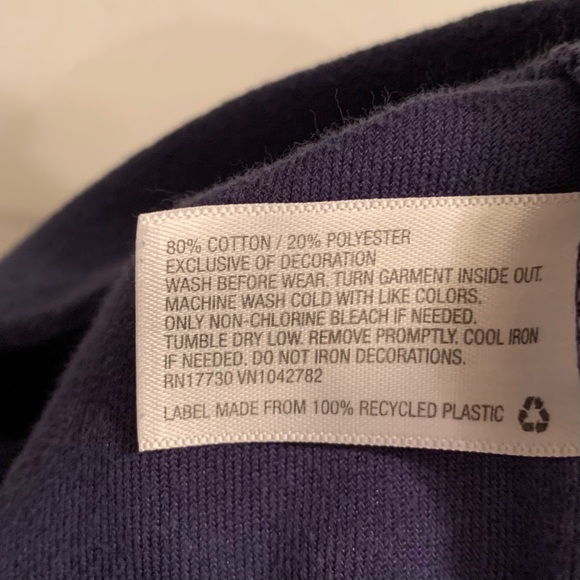 80% COTTON / 20% POLYESTER
EXCLUSIVE OF DECORATION
WASH BEFORE WEAR, TURN GARMENT INSIDE OUT.
MACHINE WASH COLD WITH LIKE COLORS,
ONLY NON-CHLORINE BLEACH IF NEEDED,
TUMBLE DRY LOW. REMOVE PROMPTLY. COOL IRON
IF NEEDED. DO NOT IRON DECORATIONS.
RN17730 VN1042782
LABEL MADE FROM 100% RECYCLED PLASTIC